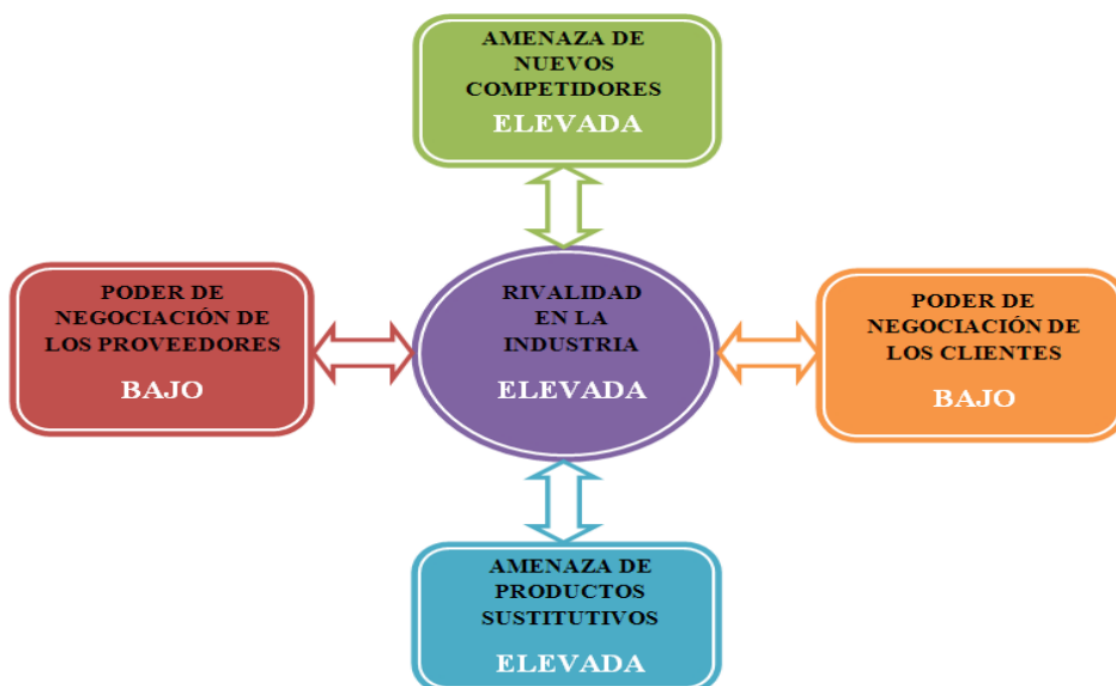 AMENAZA DE
NUEVOS
COMPETIDORES
ELEVADA
PODER DE
NEGOCIACIÓN DE
LOS PROVEEDORES
BAJO
RIVALIDAD
EN LA
INDUSTRIA
ELEVADA
PODER DE
NEGOCIACIÓN DE
LOS CLIENTES
BAJO
AMENAZA DE
PRODUCTOS
SUSTITUTIVOS
ELEVADA